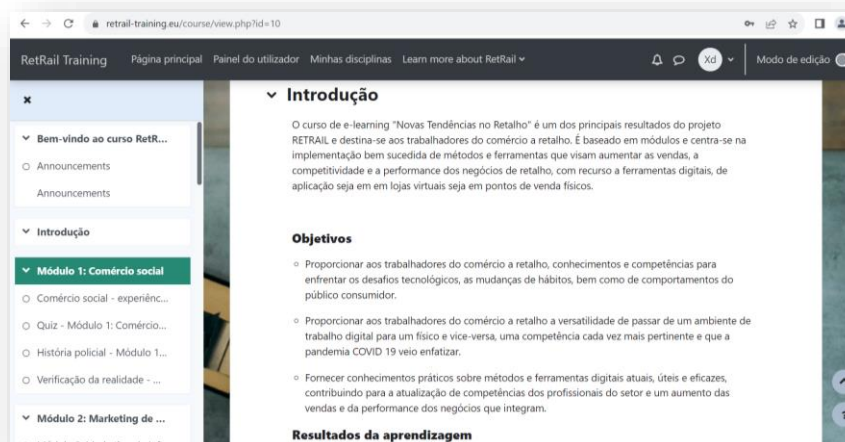 retrail-training.eu/course/view.php?id=10
RetRail Training Página principal Painel do utilizador Minhas disciplinas Learn more about RetRail Xd Modo de edição
Bem-vindo ao curso RetR...
Announcements
Announcements
Introdução
Módulo 1: Comércio social
Comércio social - experiênc...
Quiz - Módulo 1: Comércio...
História policial - Módulo 1...
Verificação da realidade - ...
Módulo 2: Marketing de ...
Introdução
O curso de e-learning "Novas Tendências no Retalho" é um dos principais resultados do projeto
RETRAIL e destina-se aos trabalhadores do comércio a retalho. É baseado em módulos e centra-se na
implementação bem sucedida de métodos e ferramentas que visam aumentar as vendas, a
competitividade e a performance dos negócios de retalho, com recurso a ferramentas digitais, de
aplicação seja em em lojas virtuais seja em pontos de venda físicos.
Objetivos
Proporcionar aos trabalhadores do comércio a retalho, conhecimentos e competências para
enfrentar os desafios tecnológicos, as mudanças de hábitos, bem como de comportamentos do
público consumidor.
Proporcionar aos trabalhadores do comércio a retalho a versatilidade de passar de um ambiente de
trabalho digital para um físico e vice-versa, uma competência cada vez mais pertinente e que a
pandemia COVID 19 veio enfatizar.
Fornecer conhecimentos práticos sobre métodos e ferramentas digitais atuais, úteis e eficazes,
contribuindo para a atualização de competências dos profissionais do setor e um aumento das
vendas e da performance dos negócios que integram.
Resultados da aprendizagem